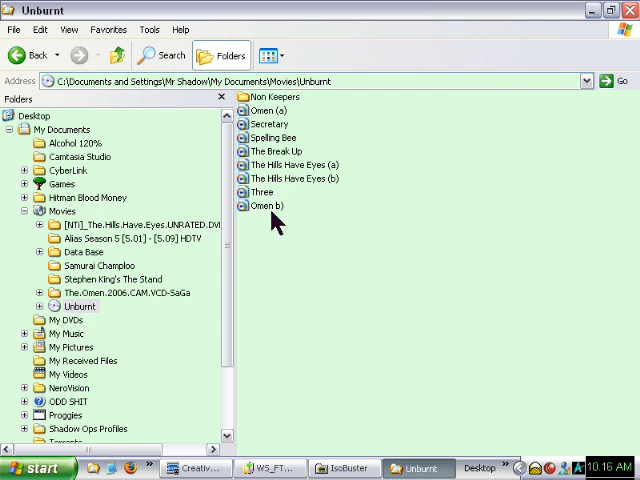 Unburnt
File Edit View Favorites Tools Help
Back Search Folders
Address C:\Documents and Settings\Mr Shadow\My Documents\Movies\Unburnt Go
Folders
Desktop
My Documents
Alcohol 120%
Camtasia Studio
CyberLink
Games
Hitman Blood Money
Movies
[NTi]_The.Hills.Have.Eyes.UNRATED.DVI
Alias Season 5 [5.01] - [5.09] HDTV
Data Base
Samurai Champloo
Stephen King's The Stand
The.Omen.2006.CAM.VCD-SaGa
Unburnt
My DVDs
My Music
My Pictures
My Received Files
My Videos
NeroVision
ODD SHIT
Proggies
Shadow Ops Profiles
Torrents
Non Keepers
Omen (a)
Secretary
Spelling Bee
The Break Up
The Hills Have Eyes (a)
The Hills Have Eyes (b)
Three
Omen b)
start Creativ... WS_FT... IsoBuster Unburnt Desktop 10.16 AM